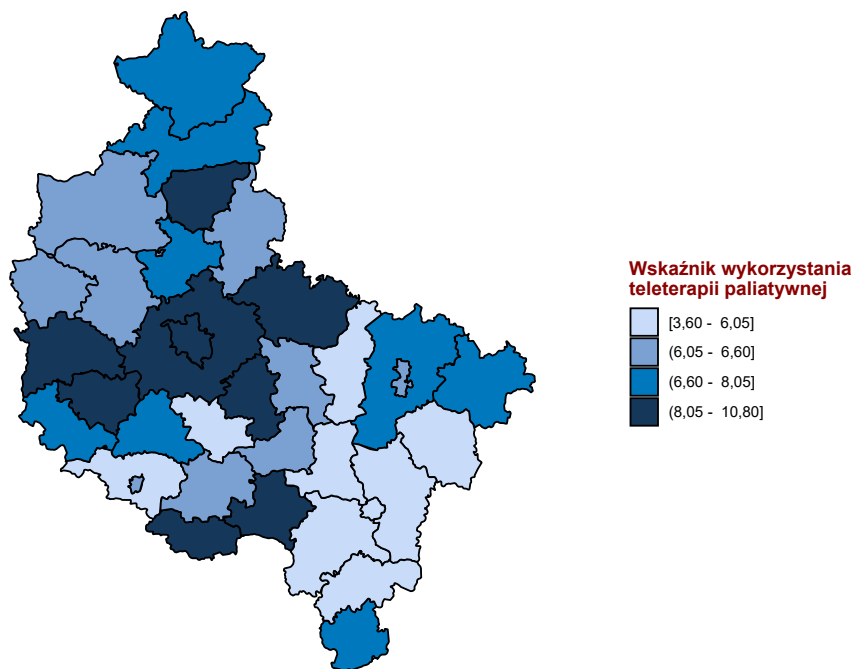 Wskaźnik wykorzystania
teleterapii paliatywnej
[3,60 - 6,05]
(6,05 - 6,60]
(6,60 - 8,05]
(8,05 - 10,80]